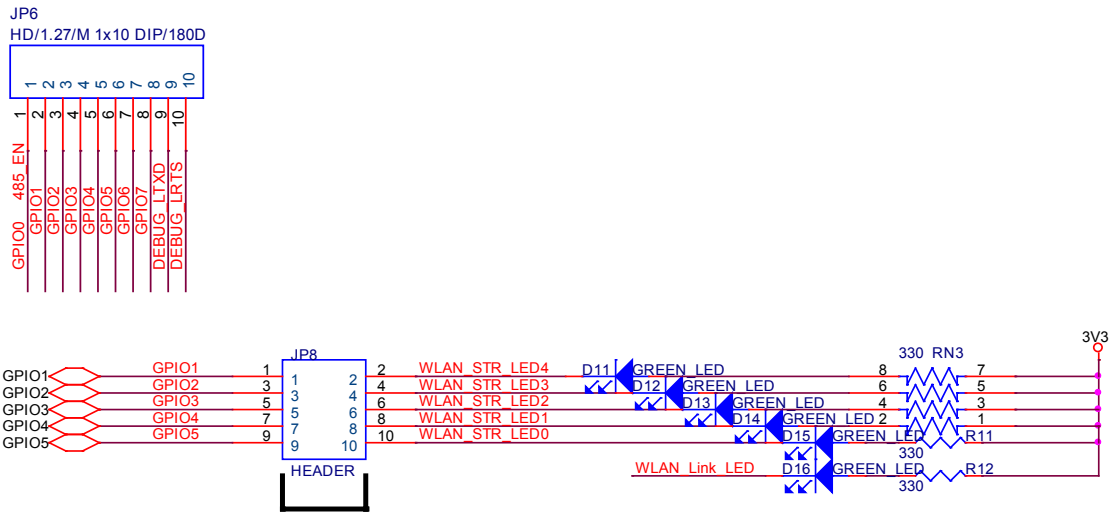 JP6
HD/1.27/M 1x10 DIP/180D
1 2 3 4 5 6 7 8 9 10
1 2 3 4 5 6 7 8 9 10
GPIO0 485_EN
GPIO1
GPIO2
GPIO3
GPIO4
GPIO5
GPIO6
GPIO7
DEBUG_LTXD
DEBUG_LRTS
3V3
JP8
330 RN3
GPIO1 GPIO1 1 1 2 2 WLAN_STR_LED4 D11 GREEN_LED 8 7
GPIO2 GPIO2 3 3 4 4 WLAN_STR_LED3 D12 GREEN_LED 6 5
GPIO3 GPIO3 5 5 6 6 WLAN_STR_LED2 D13 GREEN_LED 4 3
GPIO4 GPIO4 7 7 8 8 WLAN_STR_LED1 D14 GREEN_LED 2 1
GPIO5 GPIO5 9 9 10 10 WLAN_STR_LED0 D15 GREEN_LED R11
330
HEADER
WLAN_Link_LED D16 GREEN_LED R12
330